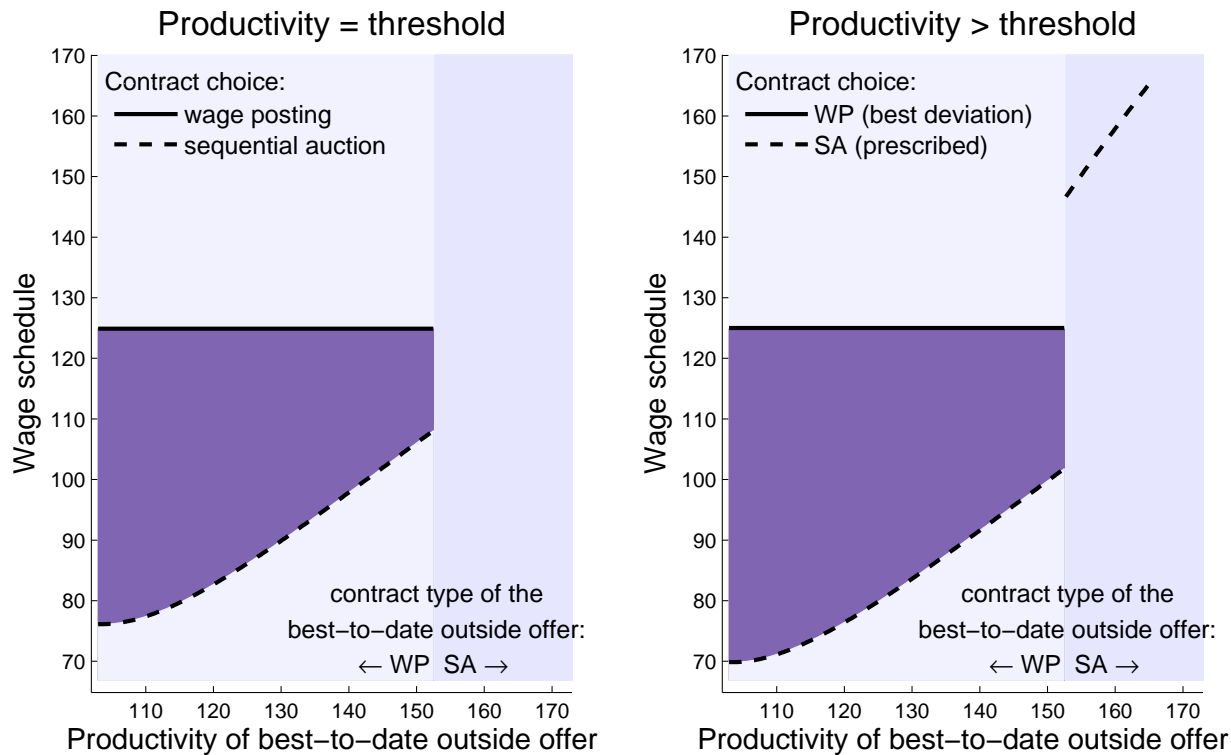 Productivity = threshold
170
160
150
140
130
120
110
100
90
80
70
Wage schedule
Contract choice:
wage posting
sequential auction
contract type of the
best−to−date outside offer:
← WP SA →
110 120 130 140 150 160 170
Productivity of best−to−date outside offer
Productivity > threshold
170
160
150
140
130
120
110
100
90
80
70
Wage schedule
Contract choice:
WP (best deviation)
SA (prescribed)
contract type of the
best−to−date outside offer:
← WP SA →
110 120 130 140 150 160 170
Productivity of best−to−date outside offer